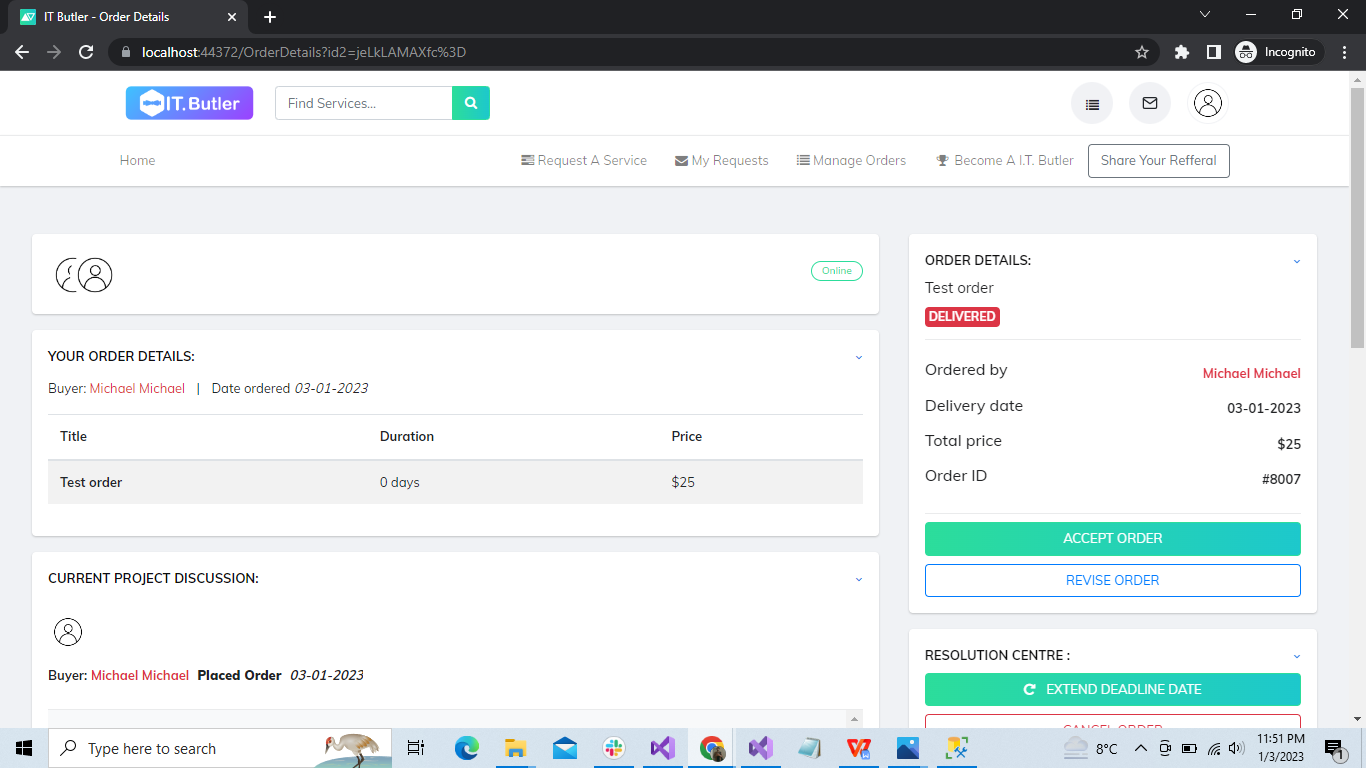 IT Butler - Order Details
localhost:44372/OrderDetails?id2=jeLkLAMAXfc%3D
Incognito
IT.Butler
Find Services...
Home
Request A Service
My Requests
Manage Orders
Become A I.T. Butler
Share Your Refferal
Online
YOUR ORDER DETAILS:
Buyer: Michael Michael | Date ordered 03-01-2023
Title Duration Price
Test order 0 days $25
CURRENT PROJECT DISCUSSION:
Buyer: Michael Michael Placed Order 03-01-2023
ORDER DETAILS:
Test order
DELIVERED
Ordered by Michael Michael
Delivery date 03-01-2023
Total price $25
Order ID #8007
ACCEPT ORDER
REVISE ORDER
RESOLUTION CENTRE :
EXTEND DEADLINE DATE
CANCEL ORDER
Type here to search
8°C
11:51 PM
1/3/2023
1